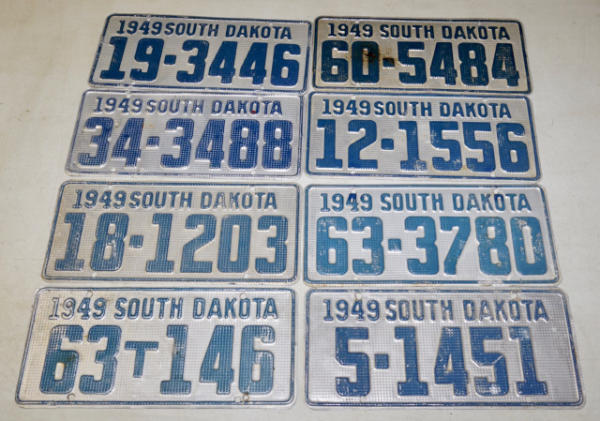 1949 SOUTH DAKOTA
19-3446
1949 SOUTH DAKOTA
60-5484
1949 SOUTH DAKOTA
34-3488
1949 SOUTH DAKOTA
12-1556
1949 SOUTH DAKOTA
18-1203
1949 SOUTH DAKOTA
63-3780
1949 SOUTH DAKOTA
63T146
1949 SOUTH DAKOTA
5-1451